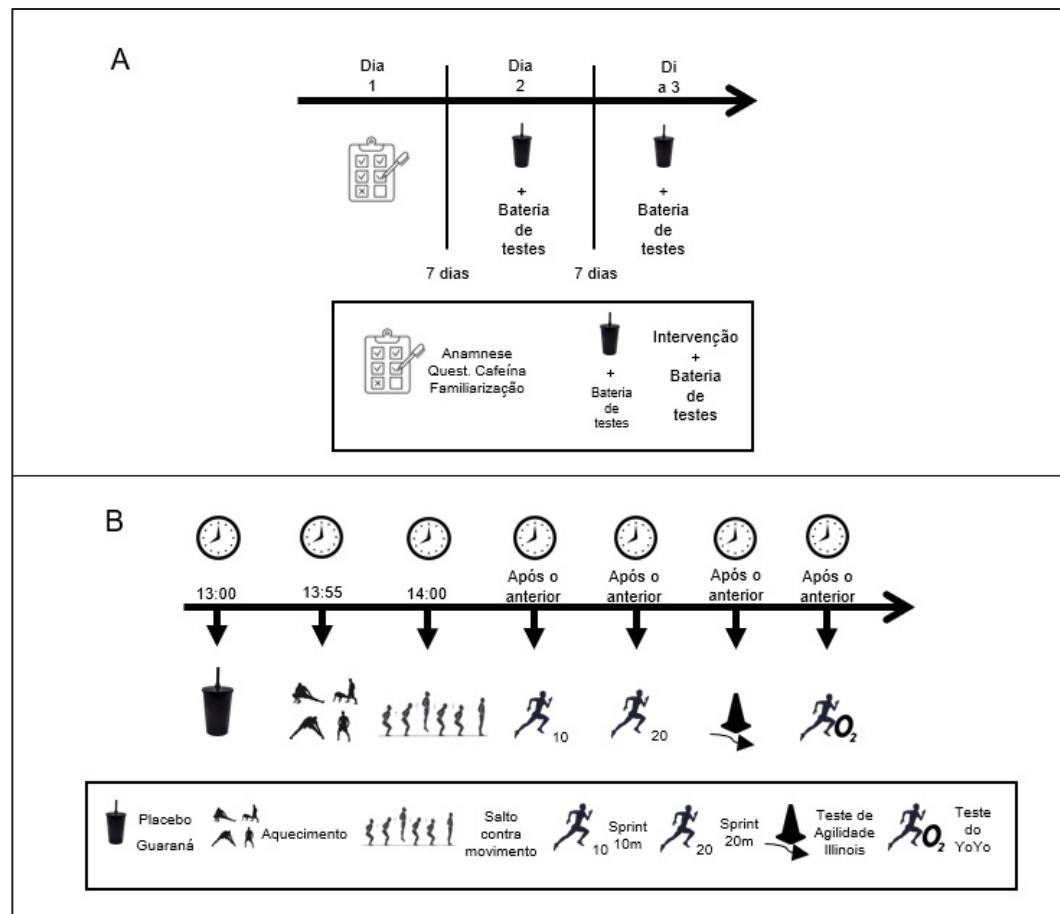 A
Dia
1
Dia
2
Di
a 3
+
Bateria
de
testes
+
Bateria
de
testes
7 dias
7 dias
Anamnese
Quest. Cafeína
Familiarização
+
Bateria
de
testes
Intervenção
+
Bateria
de
testes
B
13:00
13:55
14:00
Após o
anterior
Após o
anterior
Após o
anterior
Após o
anterior
10
20
O2
Placebo
Guaraná
Aquecimento
Salto
contra
movimento
10
Sprint
10m
20
Sprint
20m
Teste de
Agilidade
Illinois
O2
Teste
do
YoYo